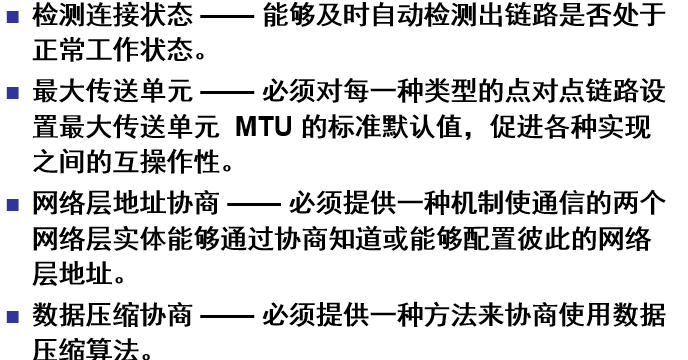 ■ 检测连接状态 —— 能够及时自动检测出链路是否处于
正常工作状态。
■ 最大传送单元 —— 必须对每一种类型的点对点链路设
置最大传送单元 MTU 的标准默认值，促进各种实现
之间的互操作性。
■ 网络层地址协商 —— 必须提供一种机制使通信的两个
网络层实体能够通过协商知道或能够配置彼此的网络
层地址。
■ 数据压缩协商 —— 必须提供一种方法来协商使用数据
压缩算法。